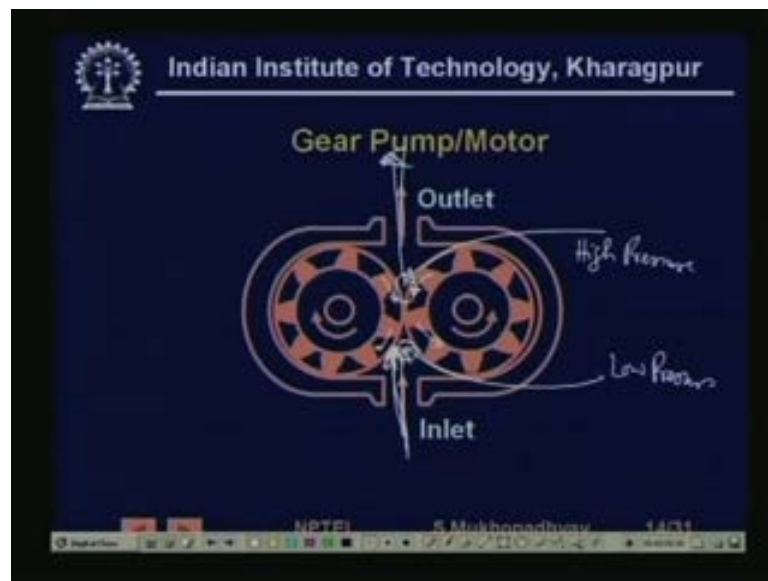 Indian Institute of Technology, Kharagpur
Gear Pump/Motor
Outlet
High Pressure
Low Pressure
Inlet
NPTEL S.Mukhopadhyay 14/31